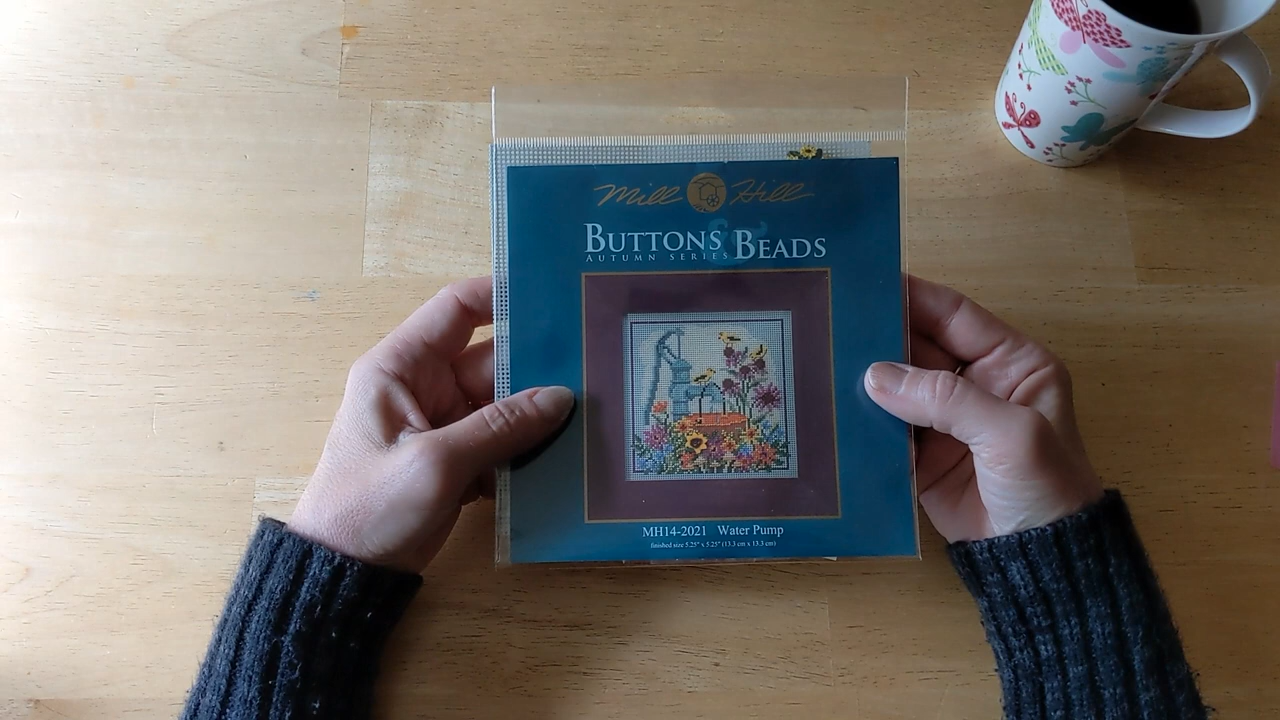 Mill Hill
BUTTONS & BEADS
AUTUMN SERIES
MH14-2021 Water Pump
finished size 5.25" x 5.25" (13.3 cm x 13.3 cm)